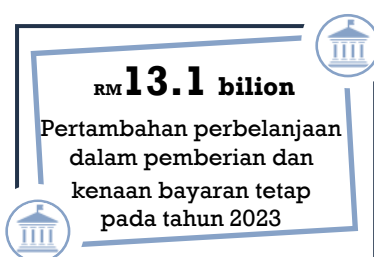 RM13.1 bilion
Pertambahan perbelanjaan
dalam pemberian dan
kenaan bayaran tetap
pada tahun 2023